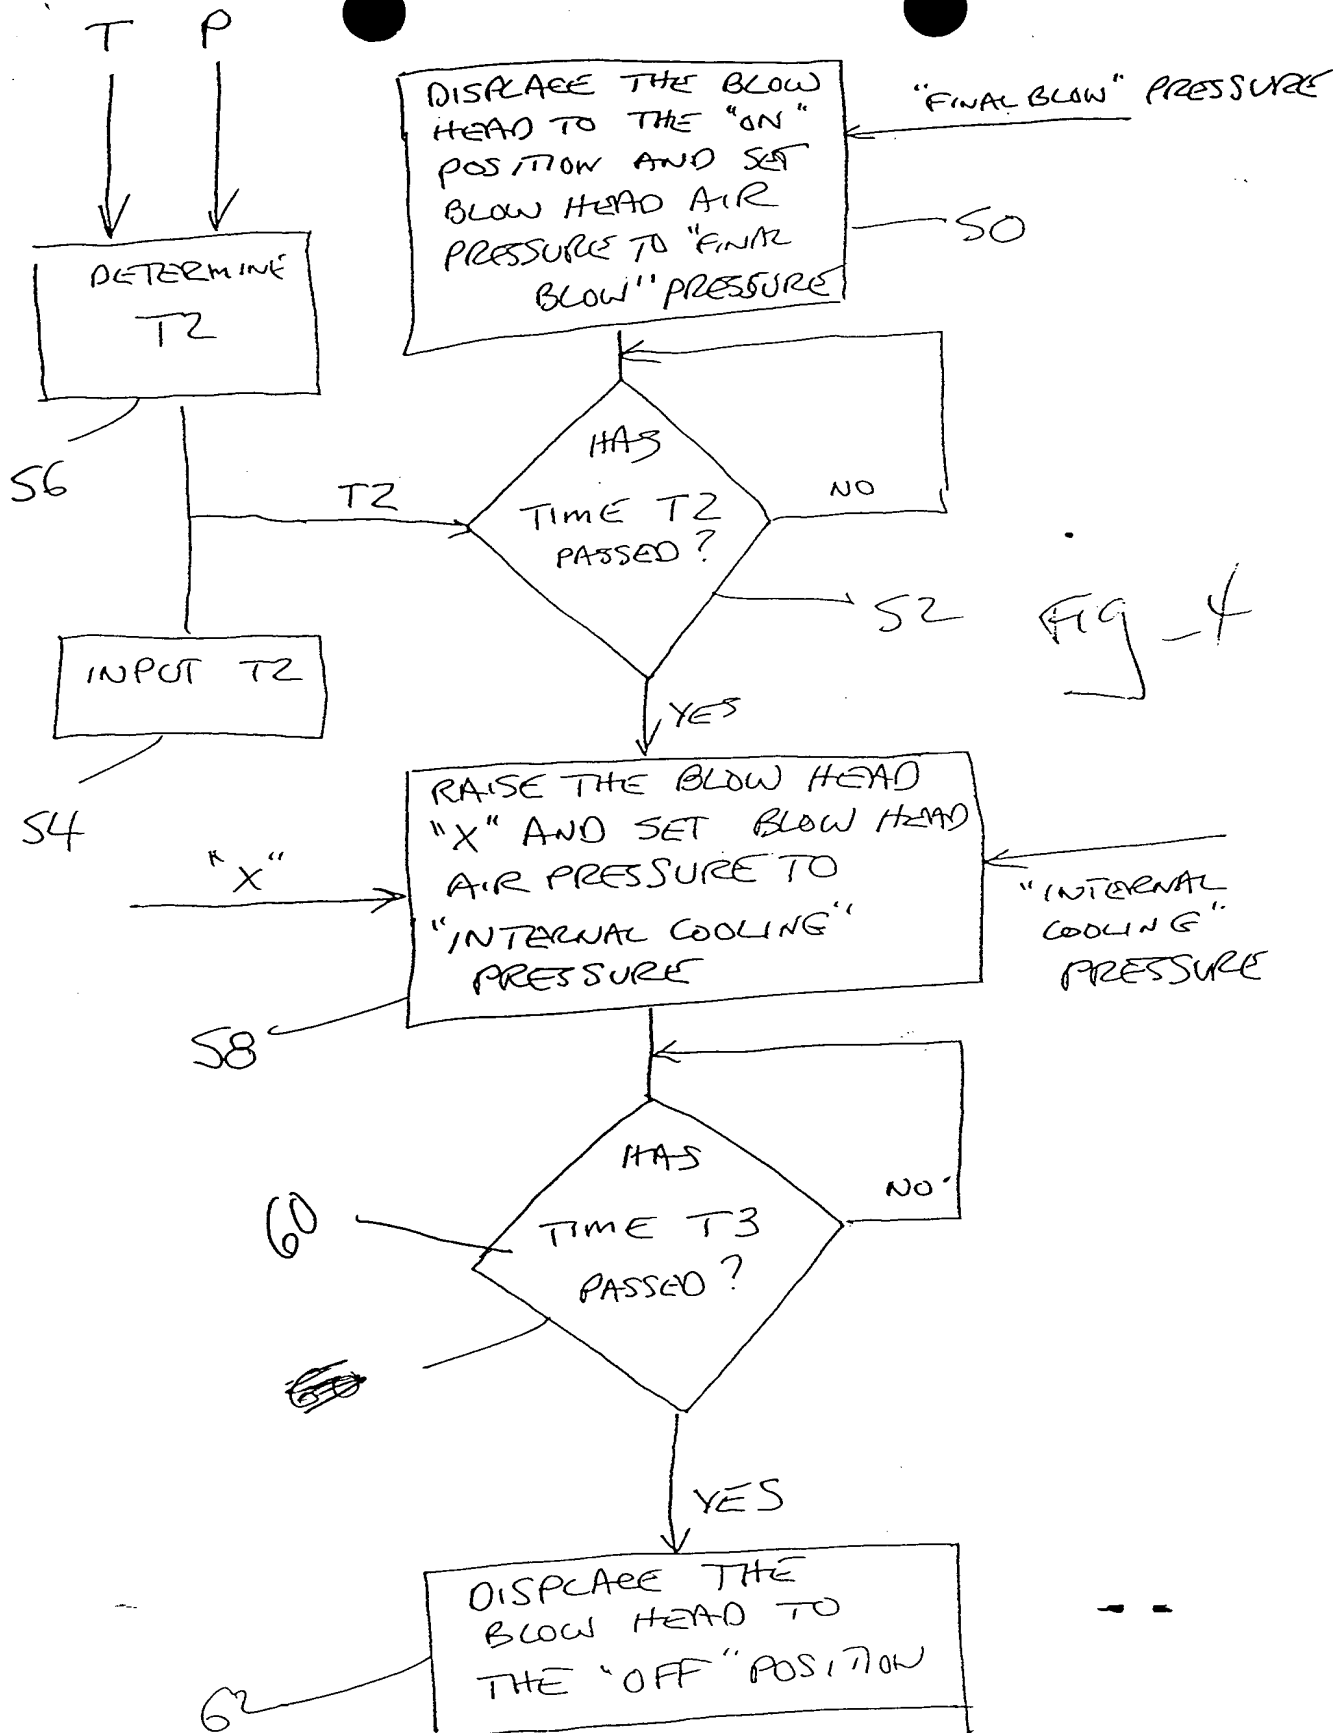 T P
DISPLACE THE BLOW
HEAD TO THE "ON"
POSITION AND SET
BLOW HEAD AIR
PRESSURE TO "FINAL
BLOW" PRESSURE
"FINAL BLOW" PRESSURE
50
DETERMINE
T2
56
T2
HAS
TIME T2
PASSED?
NO
52
Fig_4
INPUT T2
54
YES
RAISE THE BLOW HEAD
"X" AND SET BLOW HEAD
AIR PRESSURE TO
"INTERNAL COOLING"
PRESSURE
"X"
"INTERNAL
COOLING"
PRESSURE
58
HAS
TIME T3
PASSED?
NO
60
YES
DISPLACE THE
BLOW HEAD TO
THE "OFF" POSITION
62